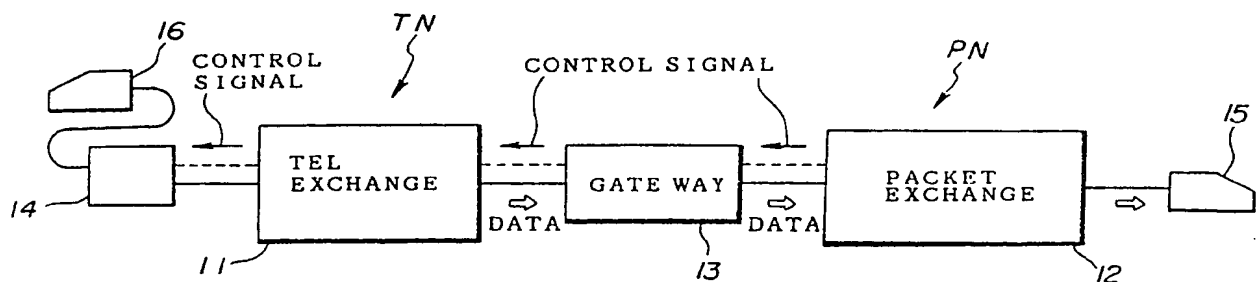 TN
PN
16
CONTROL
SIGNAL
CONTROL SIGNAL
15
TEL
EXCHANGE
GATE WAY
PACKET
EXCHANGE
14
DATA
DATA
11
13
12